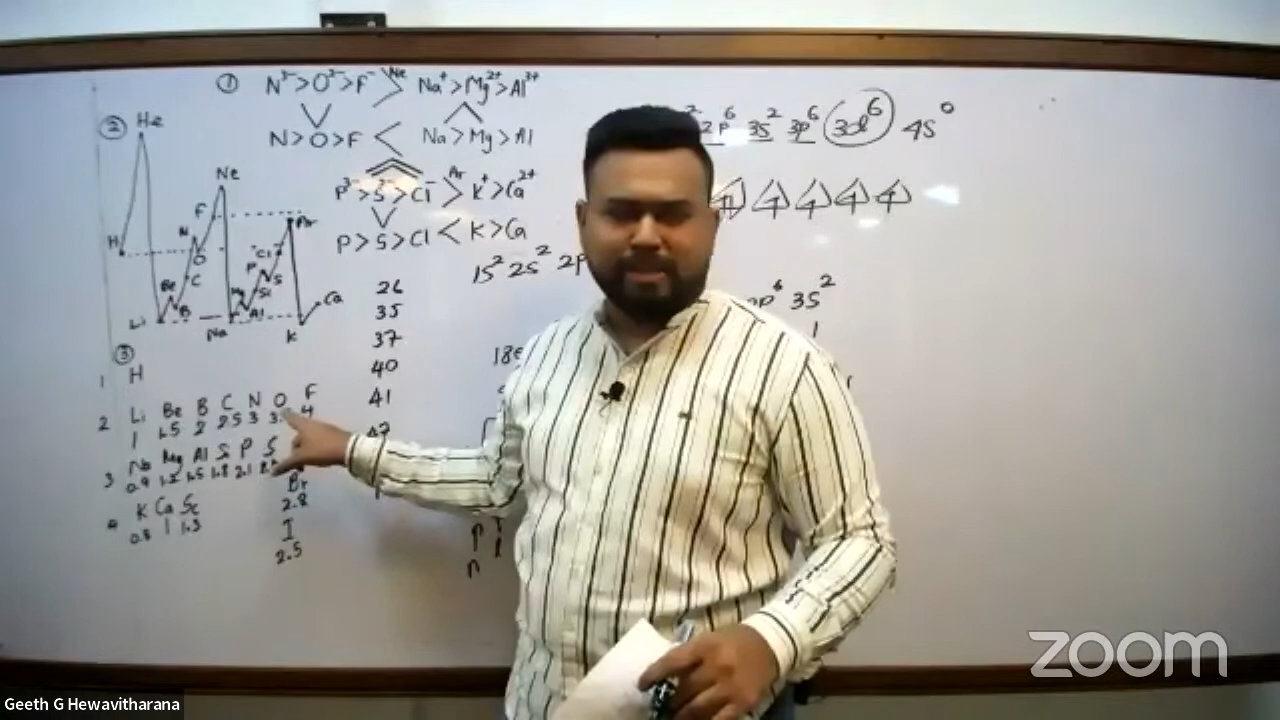 ① N³⁻ > O²⁻ > F⁻ > Ne Na⁺ > Mg²⁺ > Al³⁺
N > O > F < Na > Mg > Al
P³⁻ > S²⁻ > Cl⁻ > Ar K⁺ > Ca²⁺
P > S > Cl < K > Ca
1s² 2s² 2p
2p⁶ 3s² 3p⁶ 3d⁶ 4s⁰
3s²
1
② He
Ne
F
N
H
O
Ar
Cl
Be
C
P
S
B
Mg
Si
Al
Ca
Li
Na
K
26
35
37
40
41
18e
③
1 H
2 Li Be B C N O F
1 1.5 2 2.5 3 3. 4
3 Na Mg Al Si P S
0.9 1.2 1.5 1.8 2.1
Br
2.8
4 K Ca Sc
0.8 1 1.3
I
2.5
zoom
Geeth G Hewavitharana